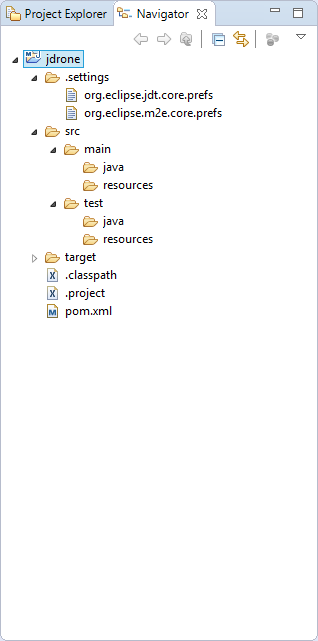 Project Explorer Navigator
jdrone
.settings
org.eclipse.jdt.core.prefs
org.eclipse.m2e.core.prefs
src
main
java
resources
test
java
resources
target
.classpath
.project
pom.xml